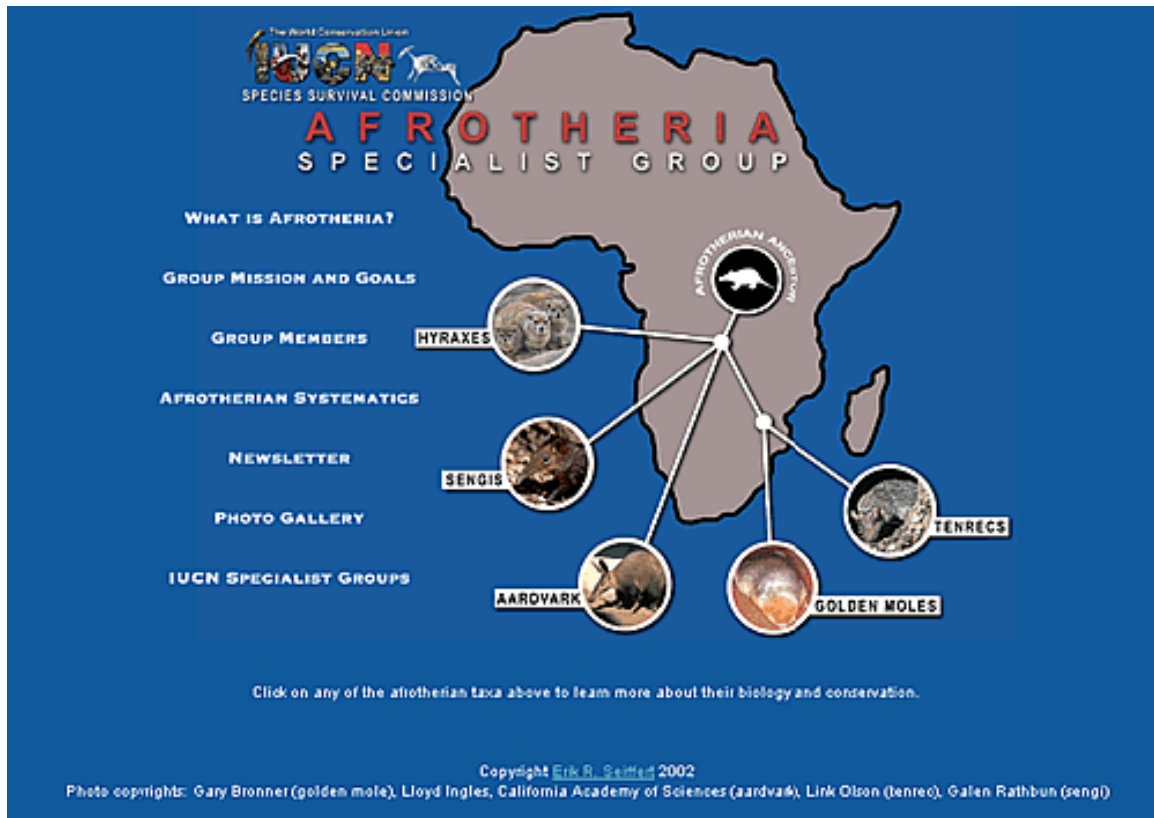 The World Conservation Union
IUCN
SPECIES SURVIVAL COMMISSION
AFROTHERIA
SPECIALIST GROUP
WHAT IS AFROTHERIA?
GROUP MISSION AND GOALS
GROUP MEMBERS
AFROTHERIAN SYSTEMATICS
NEWSLETTER
PHOTO GALLERY
IUCN SPECIALIST GROUPS
AFROTHERIAN ANCESTOR
HYRAXES
SENGIS
TENRECS
AARDVARK
GOLDEN MOLES
Click on any of the afrotherian taxa above to learn more about their biology and conservation.
Copyright Erik R. Seiffert 2002
Photo copyrights: Gary Bronner (golden mole), Lloyd Ingles, California Academy of Sciences (aardvark), Link Olson (tenrec), Galen Rathbun (sengi)